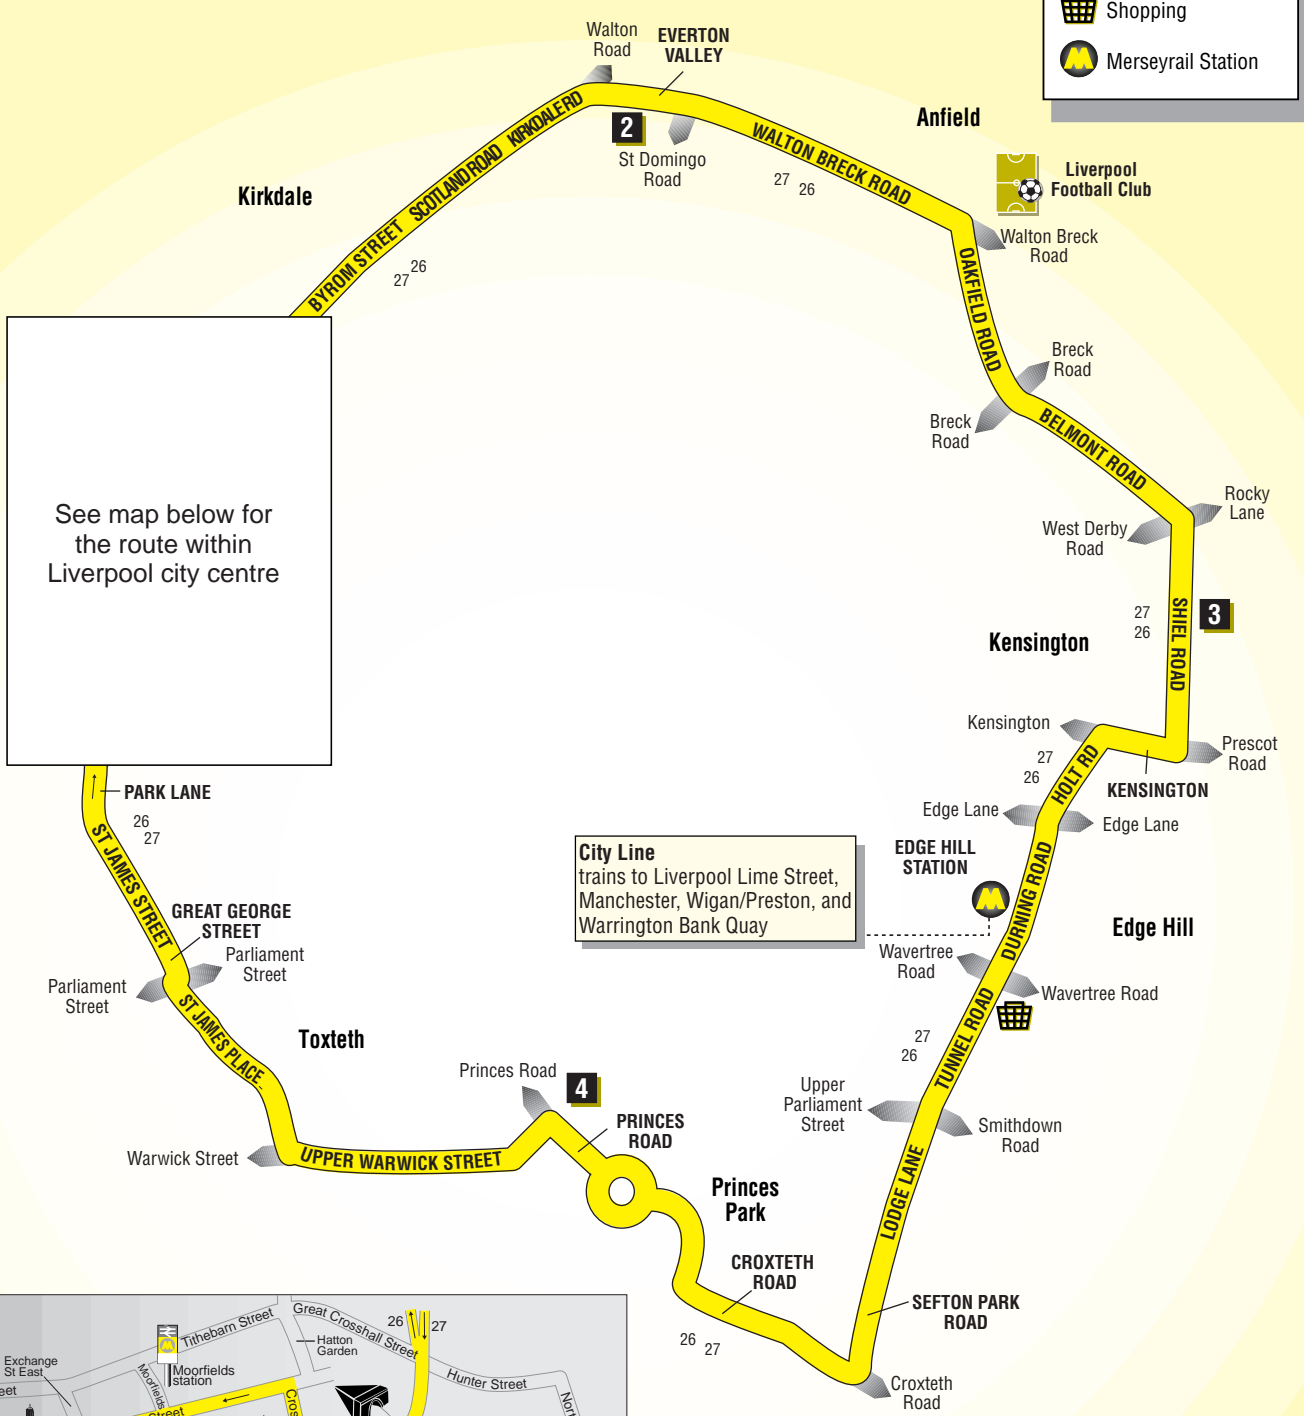 Shopping
Merseyrail Station
Walton
Road
EVERTON
VALLEY
Anfield
2
St Domingo
Road
WALTON BRECK ROAD
27 26
Liverpool
Football Club
Kirkdale
BYROM STREET SCOTLAND ROAD KIRKDALE RD
26
27
Walton Breck
Road
OAKFIELD ROAD
Breck
Road
Breck
Road
BELMONT ROAD
Rocky
Lane
West Derby
Road
See map below for
the route within
Liverpool city centre
27
26
SHIEL ROAD
3
Kensington
Kensington
Prescot
Road
27
26
HOLT RD
KENSINGTON
PARK LANE
26
27
Edge Lane
Edge Lane
City Line
trains to Liverpool Lime Street,
Manchester, Wigan/Preston, and
Warrington Bank Quay
EDGE HILL
STATION
DURNING ROAD
Edge Hill
ST JAMES STREET
GREAT GEORGE
STREET
Parliament
Street
Parliament
Street
Wavertree
Road
Wavertree Road
ST JAMES PLACE
Toxteth
27
26
TUNNEL ROAD
Princes Road
4
PRINCES
ROAD
Upper
Parliament
Street
Smithdown
Road
Warwick Street
UPPER WARWICK STREET
Princes
Park
LODGE LANE
CROXTETH
ROAD
SEFTON PARK
ROAD
26 27
Croxteth
Road
Tithebarn Street
Great Crosshall Street
26 27
Hatton
Garden
Exchange
St East
Moorfields
Moorfields
station
Hunter Street
eet
Street
Cros
Nort